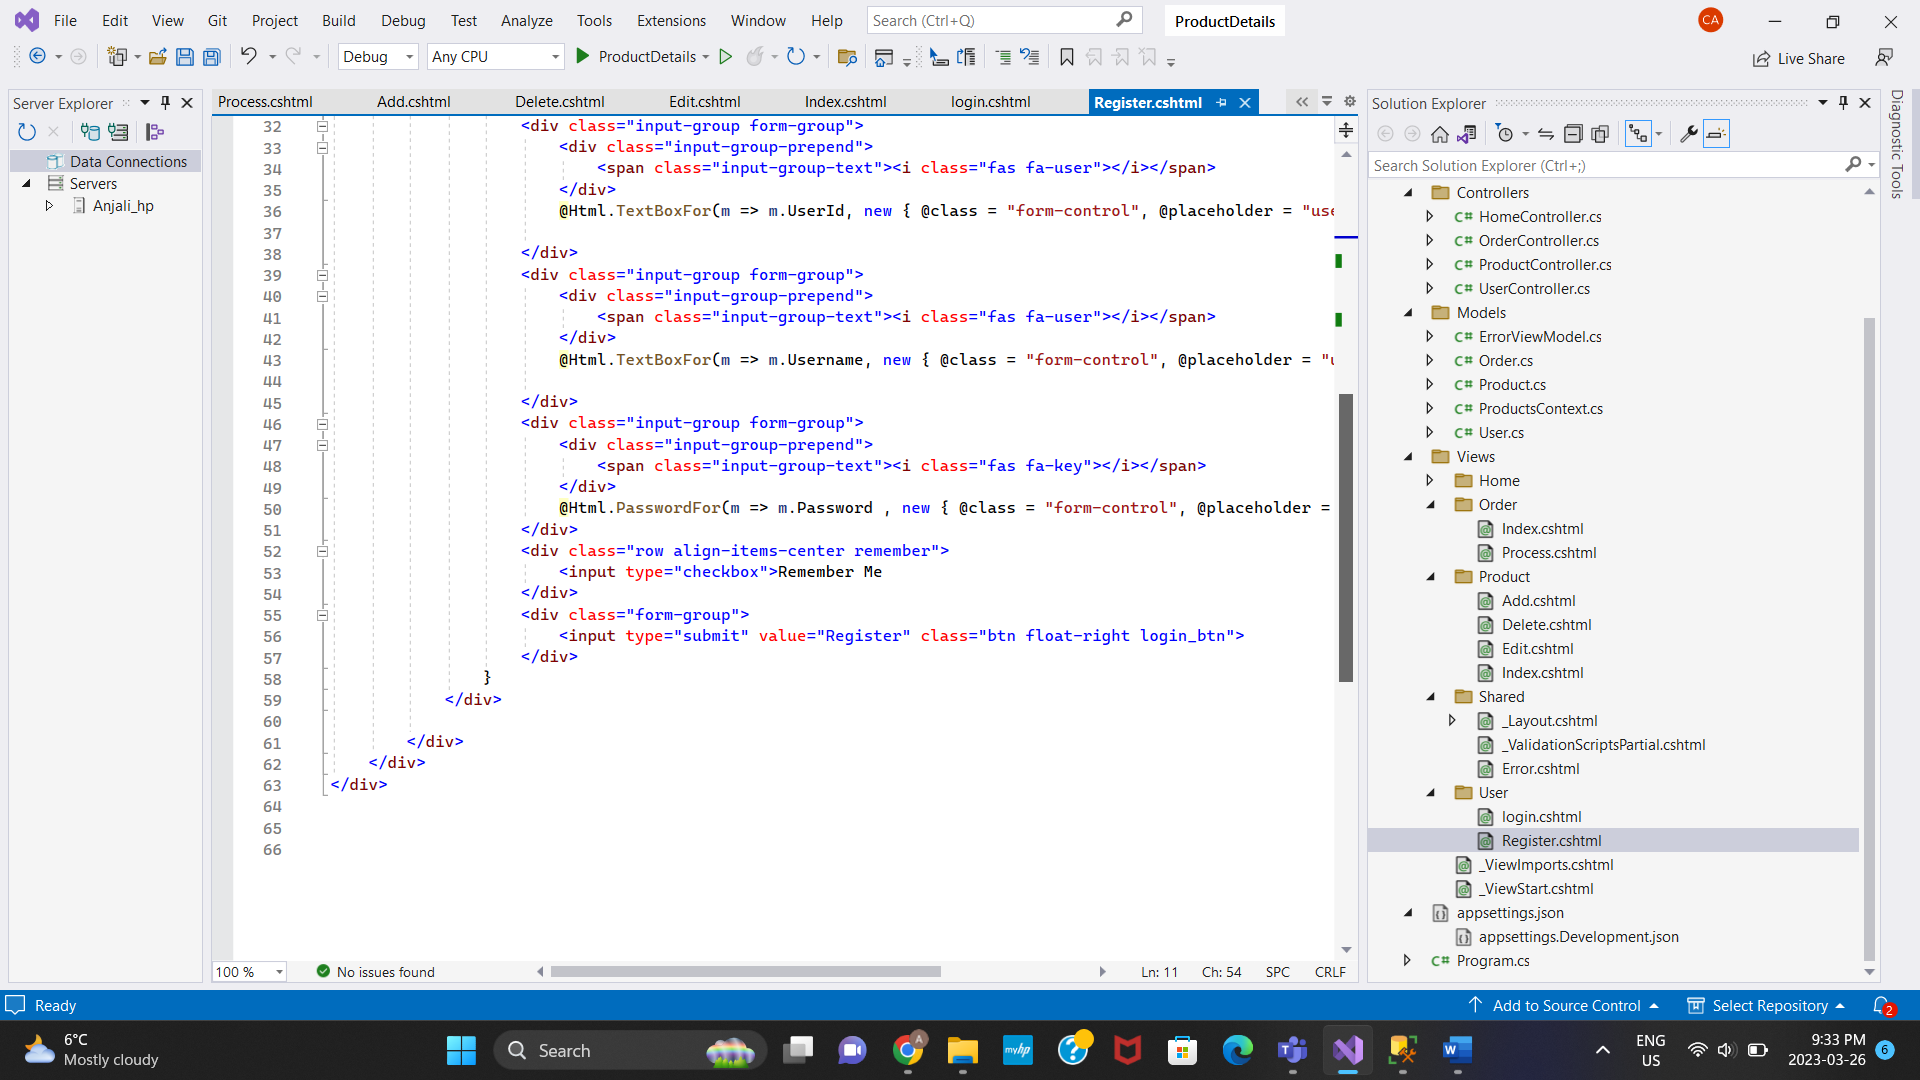 File Edit View Git Project Build Debug Test Analyze Tools Extensions Window Help Search (Ctrl+Q) ProductDetails CA
Debug Any CPU ProductDetails Live Share
Server Explorer
Data Connections
Servers
Anjali_hp
Process.cshtml Add.cshtml Delete.cshtml Edit.cshtml Index.cshtml login.cshtml Register.cshtml
32 <div class="input-group form-group">
33 <div class="input-group-prepend">
34 <span class="input-group-text"><i class="fas fa-user"></i></span>
35 </div>
36 @Html.TextBoxFor(m => m.UserId, new { @class = "form-control", @placeholder = "use
37
38 </div>
39 <div class="input-group form-group">
40 <div class="input-group-prepend">
41 <span class="input-group-text"><i class="fas fa-user"></i></span>
42 </div>
43 @Html.TextBoxFor(m => m.Username, new { @class = "form-control", @placeholder = "u
44
45 </div>
46 <div class="input-group form-group">
47 <div class="input-group-prepend">
48 <span class="input-group-text"><i class="fas fa-key"></i></span>
49 </div>
50 @Html.PasswordFor(m => m.Password , new { @class = "form-control", @placeholder =
51 </div>
52 <div class="row align-items-center remember">
53 <input type="checkbox">Remember Me
54 </div>
55 <div class="form-group">
56 <input type="submit" value="Register" class="btn float-right login_btn">
57 </div>
58 }
59 </div>
60
61 </div>
62 </div>
63 </div>
64
65
66
100 % No issues found Ln: 11 Ch: 54 SPC CRLF
Solution Explorer
Search Solution Explorer (Ctrl+;)
Controllers
C# HomeController.cs
C# OrderController.cs
C# ProductController.cs
C# UserController.cs
Models
C# ErrorViewModel.cs
C# Order.cs
C# Product.cs
C# ProductsContext.cs
C# User.cs
Views
Home
Order
Index.cshtml
Process.cshtml
Product
Add.cshtml
Delete.cshtml
Edit.cshtml
Index.cshtml
Shared
_Layout.cshtml
_ValidationScriptsPartial.cshtml
Error.cshtml
User
login.cshtml
Register.cshtml
_ViewImports.cshtml
_ViewStart.cshtml
appsettings.json
appsettings.Development.json
C# Program.cs
Diagnostic Tools
Ready Add to Source Control Select Repository 2
6°C
Mostly cloudy
Search
A
myhp
ENG
US
9:33 PM
2023-03-26
6